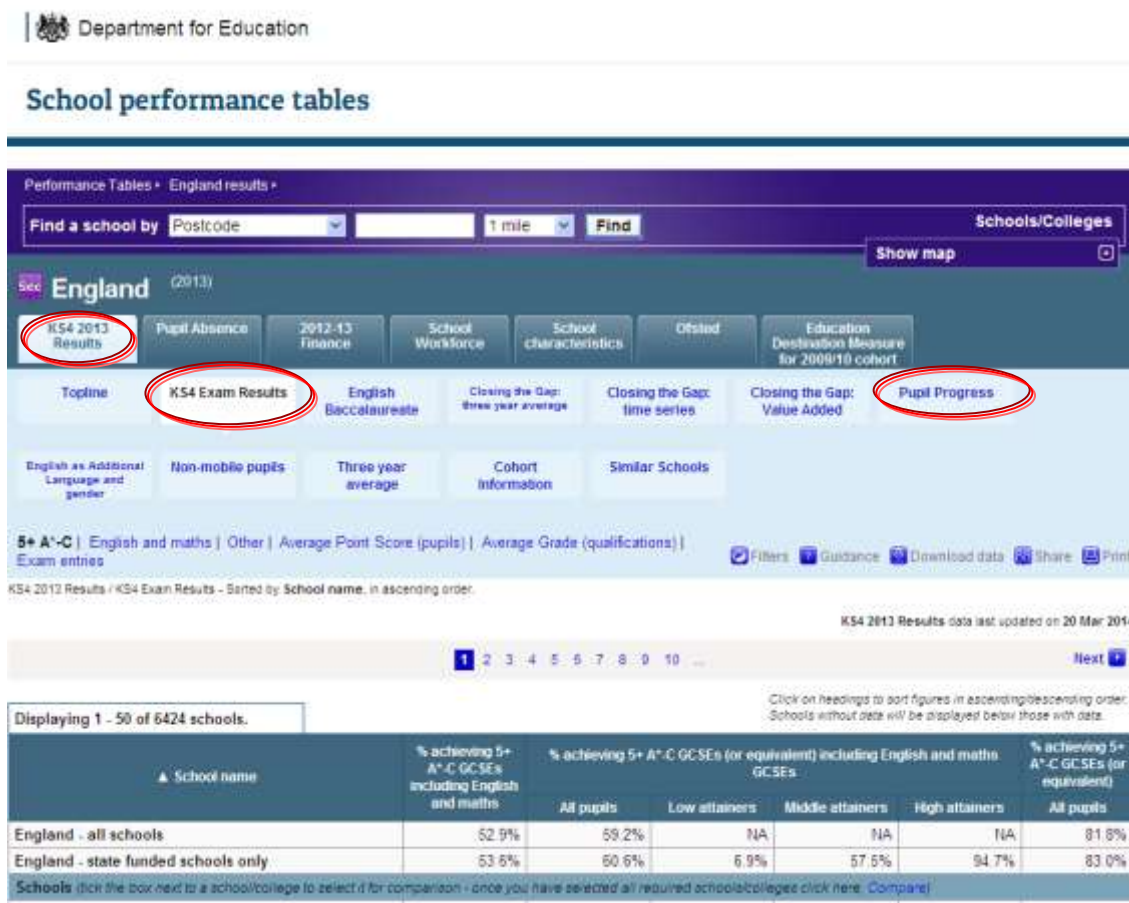 Department for Education
School performance tables
Performance Tables England results
Find a school by Postcode 1 mile Find Schools/Colleges
Show map
Sec England (2013)
KS4 2013 Results Pupil Absence 2012-13 Finance School Workforce School characteristics Ofsted Education Destination Measure for 2009/10 cohort
Topline KS4 Exam Results English Baccalaureate Closing the Gap: three year average Closing the Gap: time series Closing the Gap: Value Added Pupil Progress
English as Additional Language and gender Non-mobile pupils Three year average Cohort Information Similar Schools
5+ A*-C | English and maths | Other | Average Point Score (pupils) | Average Grade (qualifications) |
Exam entries Filters Guidance Download data Share Print
KS4 2013 Results / KS4 Exam Results - Sorted by School name, in ascending order.
KS4 2013 Results data last updated on 20 Mar 2014
1 2 3 4 5 6 7 8 9 10 ... Next
Click on headings to sort figures in ascending/descending order.
Displaying 1 - 50 of 6424 schools. Schools without data will be displayed below those with data.
▲ School name
% achieving 5+ A*-C GCSEs including English and maths
% achieving 5+ A*-C GCSEs (or equivalent) including English and maths GCSEs
% achieving 5+ A*-C GCSEs (or equivalent)
All pupils Low attainers Middle attainers High attainers All pupils
England - all schools 52.9% 59.2% NA NA NA 81.8%
England - state funded schools only 53.6% 60.6% 6.9% 57.5% 94.7% 83.0%
Schools (tick the box next to a school/college to select it for comparison - once you have selected all required schools/colleges click here: Compare)